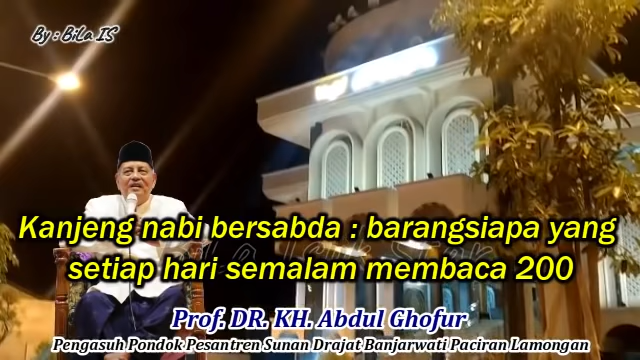 By : BiLa IS
Kanjeng nabi bersabda : barangsiapa yang
setiap hari semalam membaca 200
Prof. DR. KH. Abdul Ghofur
Pengasuh Pondok Pesantren Sunan Drajat Banjarwati Paciran Lamongan